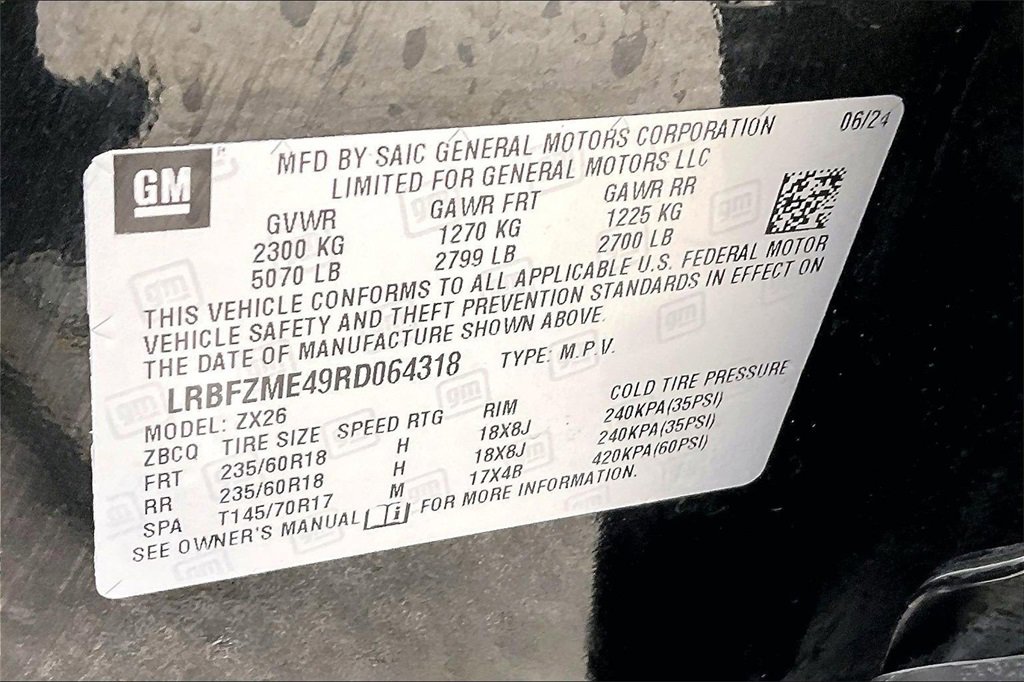 GM
MFD BY SAIC GENERAL MOTORS CORPORATION 06/24
LIMITED FOR GENERAL MOTORS LLC
GVWR GAWR FRT GAWR RR
2300 KG 1270 KG 1225 KG
5070 LB 2799 LB 2700 LB
THIS VEHICLE CONFORMS TO ALL APPLICABLE U.S. FEDERAL MOTOR
VEHICLE SAFETY AND THEFT PREVENTION STANDARDS IN EFFECT ON
THE DATE OF MANUFACTURE SHOWN ABOVE.
LRBFZME49RD064318 TYPE: M.P.V.
MODEL: ZX26
ZBCQ TIRE SIZE SPEED RTG RIM COLD TIRE PRESSURE
FRT 235/60R18 H 18X8J 240KPA(35PSI)
RR 235/60R18 H 18X8J 240KPA(35PSI)
SPA T145/70R17 M 17X4B 420KPA(60PSI)
SEE OWNER'S MANUAL i FOR MORE INFORMATION.